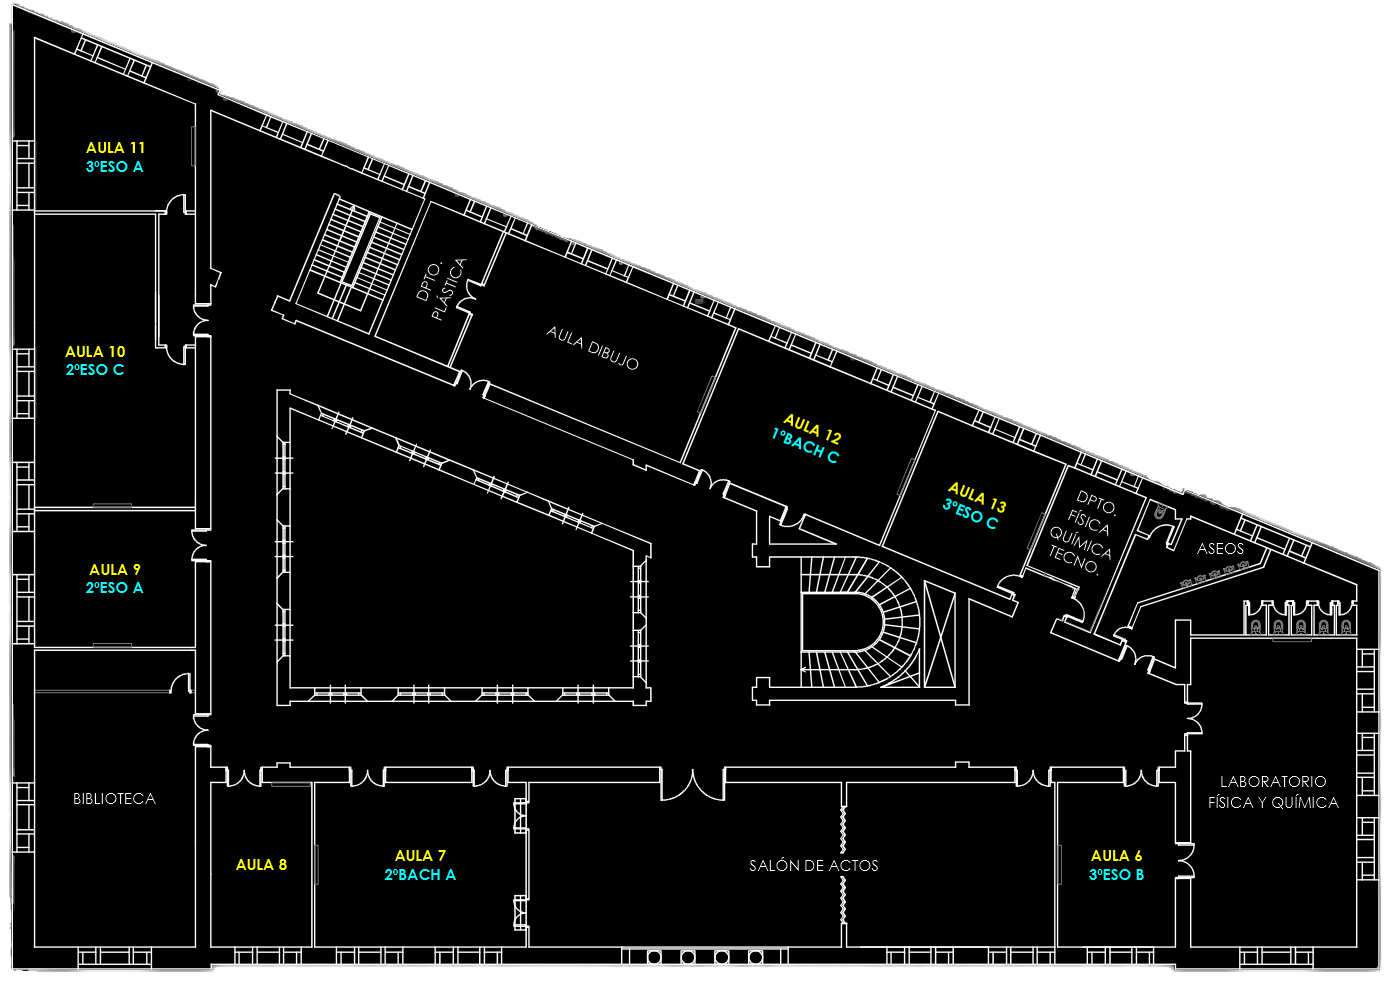 AULA 11
3ºESO A
DPTO.
PLÁSTICA
AULA DIBUJO
AULA 10
2ºESO C
AULA 12
1ºBACH C
AULA 13
3ºESO C
DPTO.
FÍSICA
QUÍMICA
TECNO.
ASEOS
AULA 9
2ºESO A
BIBLIOTECA
LABORATORIO
FÍSICA Y QUÍMICA
AULA 8
AULA 7
2ºBACH A
SALÓN DE ACTOS
AULA 6
3ºESO B